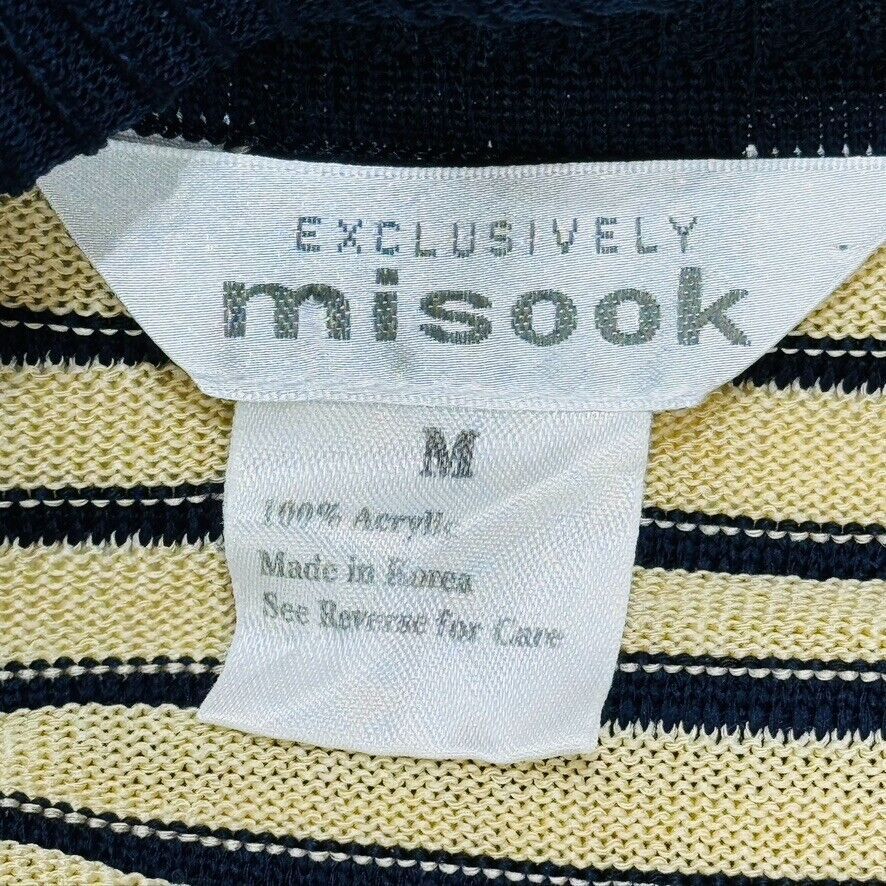 EXCLUSIVELY
misook
M
100% Acrylic
Made in Korea
See Reverse for Care